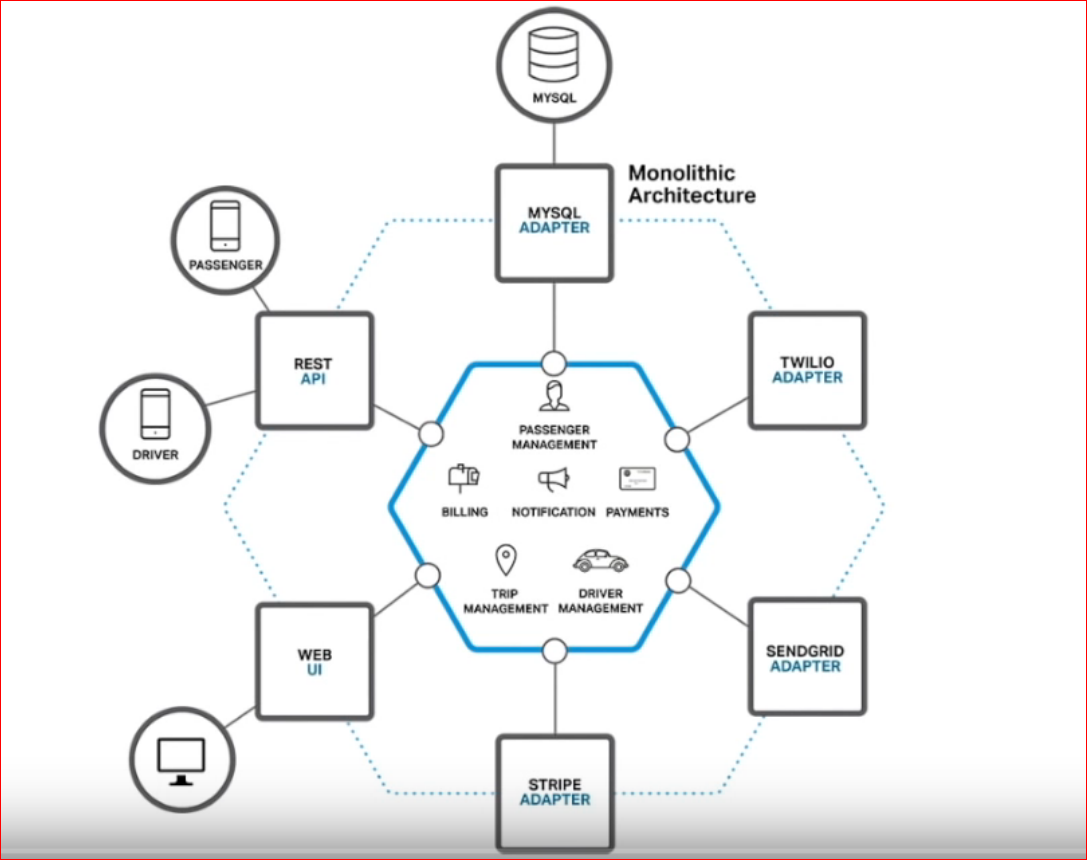 MYSQL
Monolithic
Architecture
MYSQL
ADAPTER
PASSENGER
REST
API
TWILIO
ADAPTER
DRIVER
PASSENGER
MANAGEMENT
BILLING
NOTIFICATION
PAYMENTS
TRIP
MANAGEMENT
DRIVER
MANAGEMENT
WEB
UI
SENDGRID
ADAPTER
STRIPE
ADAPTER